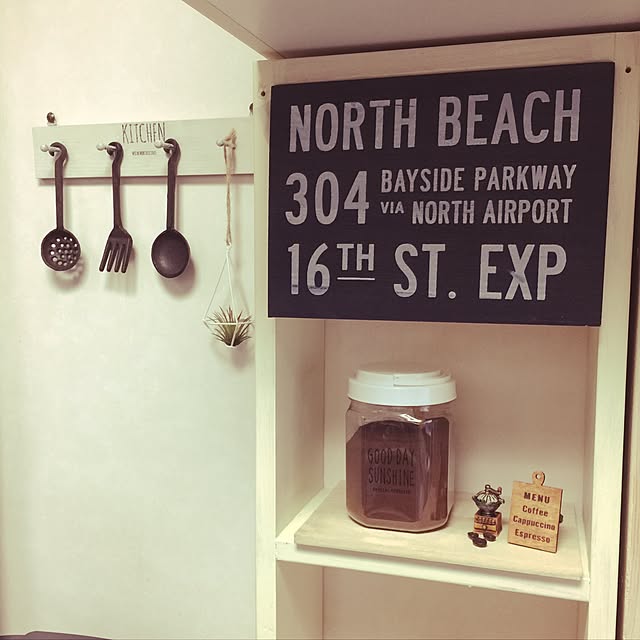 KITCHEN
NORTH BEACH
304 BAYSIDE PARKWAY
VIA NORTH AIRPORT
16TH ST. EXP
GOOD DAY
SUNSHINE
MENU
Coffee
Cappuccino
Espresso